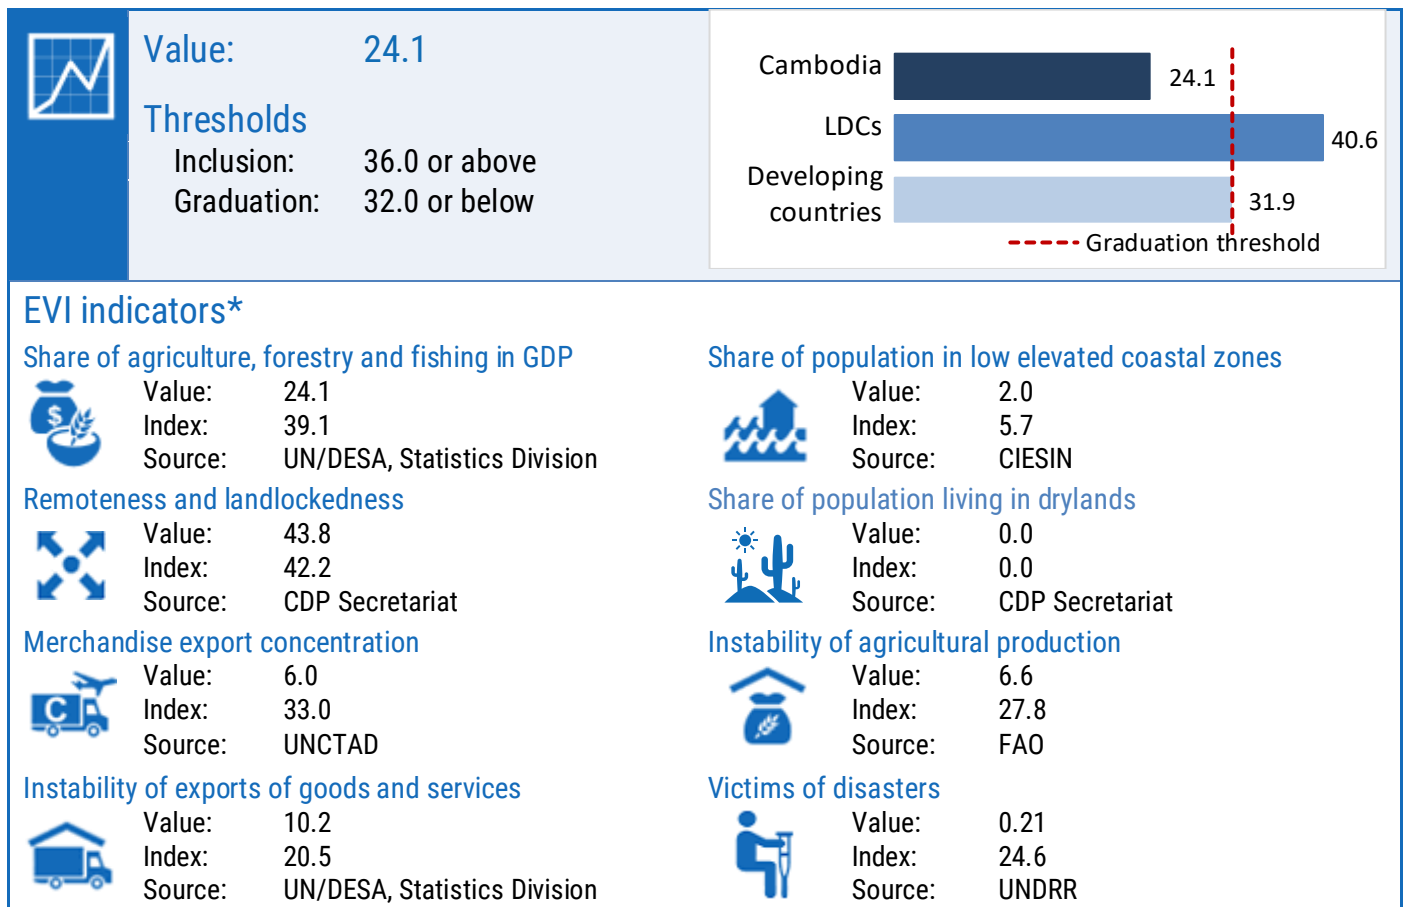 Value: 24.1
Thresholds
Inclusion: 36.0 or above
Graduation: 32.0 or below
Cambodia 24.1
LDCs 40.6
Developing
countries 31.9
Graduation threshold
EVI indicators*
Share of agriculture, forestry and fishing in GDP
Value: 24.1
Index: 39.1
Source: UN/DESA, Statistics Division
Remoteness and landlockedness
Value: 43.8
Index: 42.2
Source: CDP Secretariat
Merchandise export concentration
C
Value: 6.0
Index: 33.0
Source: UNCTAD
Instability of exports of goods and services
Value: 10.2
Index: 20.5
Source: UN/DESA, Statistics Division
Share of population in low elevated coastal zones
Value: 2.0
Index: 5.7
Source: CIESIN
Share of population living in drylands
Value: 0.0
Index: 0.0
Source: CDP Secretariat
Instability of agricultural production
Value: 6.6
Index: 27.8
Source: FAO
Victims of disasters
Value: 0.21
Index: 24.6
Source: UNDRR